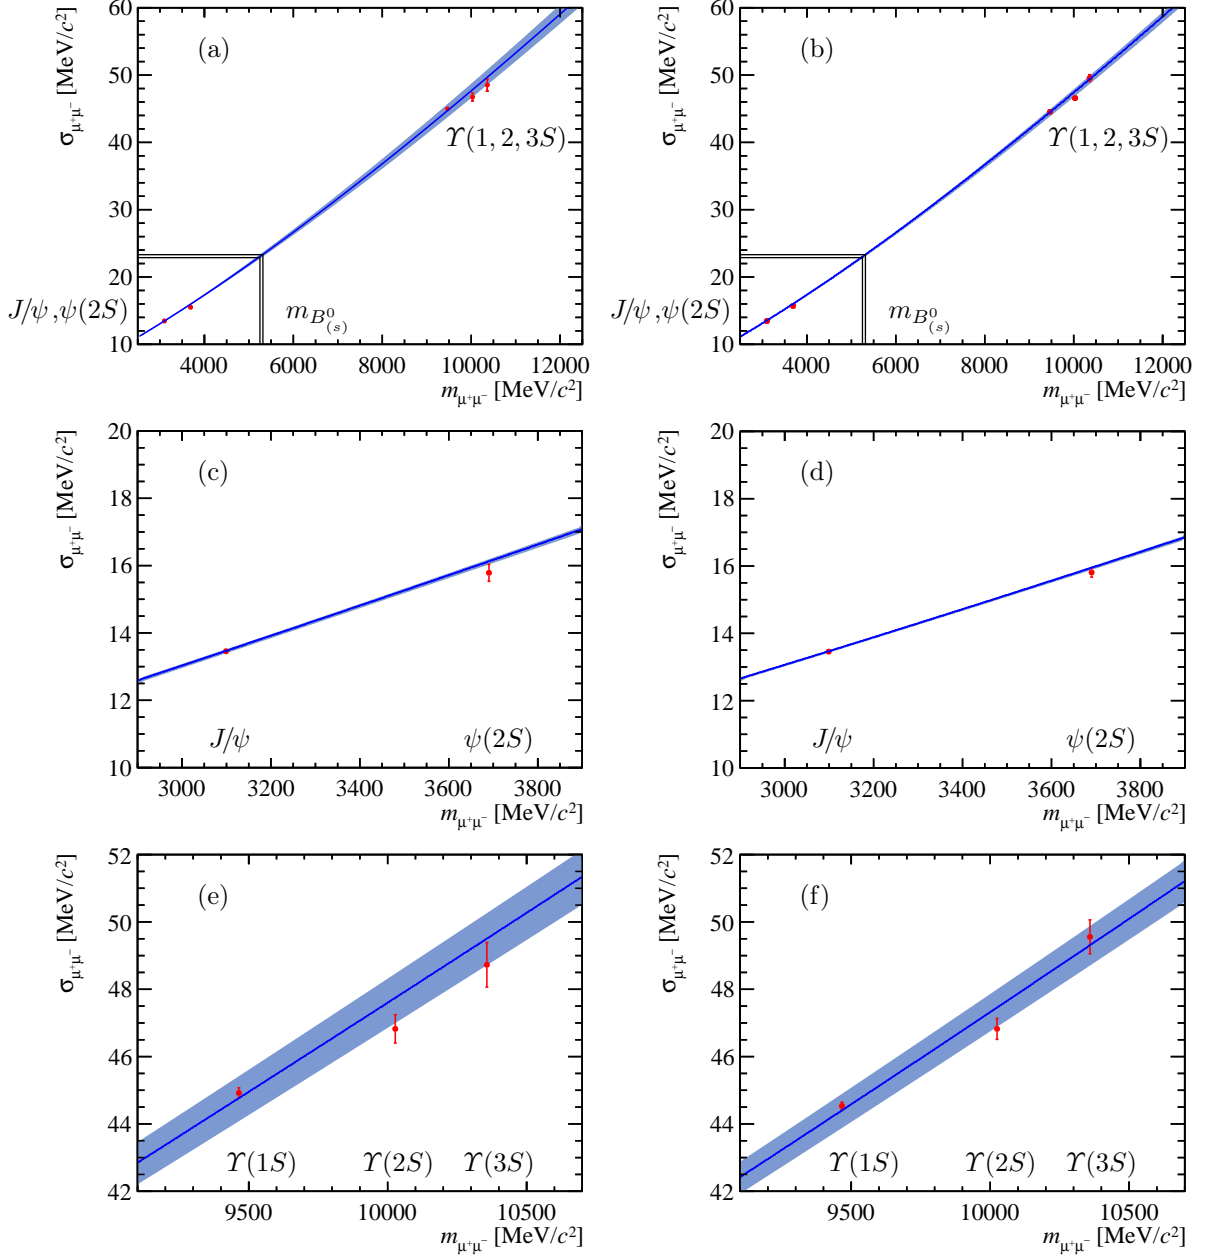 60
50
40
30
20
10
σμ⁺μ⁻ [MeV/c²]
(a)
ϒ(1, 2, 3S)
J/ψ ,ψ(2S)
mB⁰(s)
4000 6000 8000 10000 12000
mμ⁺μ⁻ [MeV/c²]
60
50
40
30
20
10
σμ⁺μ⁻ [MeV/c²]
(b)
ϒ(1, 2, 3S)
J/ψ ,ψ(2S)
mB⁰(s)
4000 6000 8000 10000 12000
mμ⁺μ⁻ [MeV/c²]
20
18
16
14
12
10
σμ⁺μ⁻ [MeV/c²]
(c)
J/ψ ψ(2S)
3000 3200 3400 3600 3800
mμ⁺μ⁻ [MeV/c²]
20
18
16
14
12
10
σμ⁺μ⁻ [MeV/c²]
(d)
J/ψ ψ(2S)
3000 3200 3400 3600 3800
mμ⁺μ⁻ [MeV/c²]
52
50
48
46
44
42
σμ⁺μ⁻ [MeV/c²]
(e)
ϒ(1S) ϒ(2S) ϒ(3S)
9500 10000 10500
mμ⁺μ⁻ [MeV/c²]
52
50
48
46
44
42
σμ⁺μ⁻ [MeV/c²]
(f)
ϒ(1S) ϒ(2S) ϒ(3S)
9500 10000 10500
mμ⁺μ⁻ [MeV/c²]